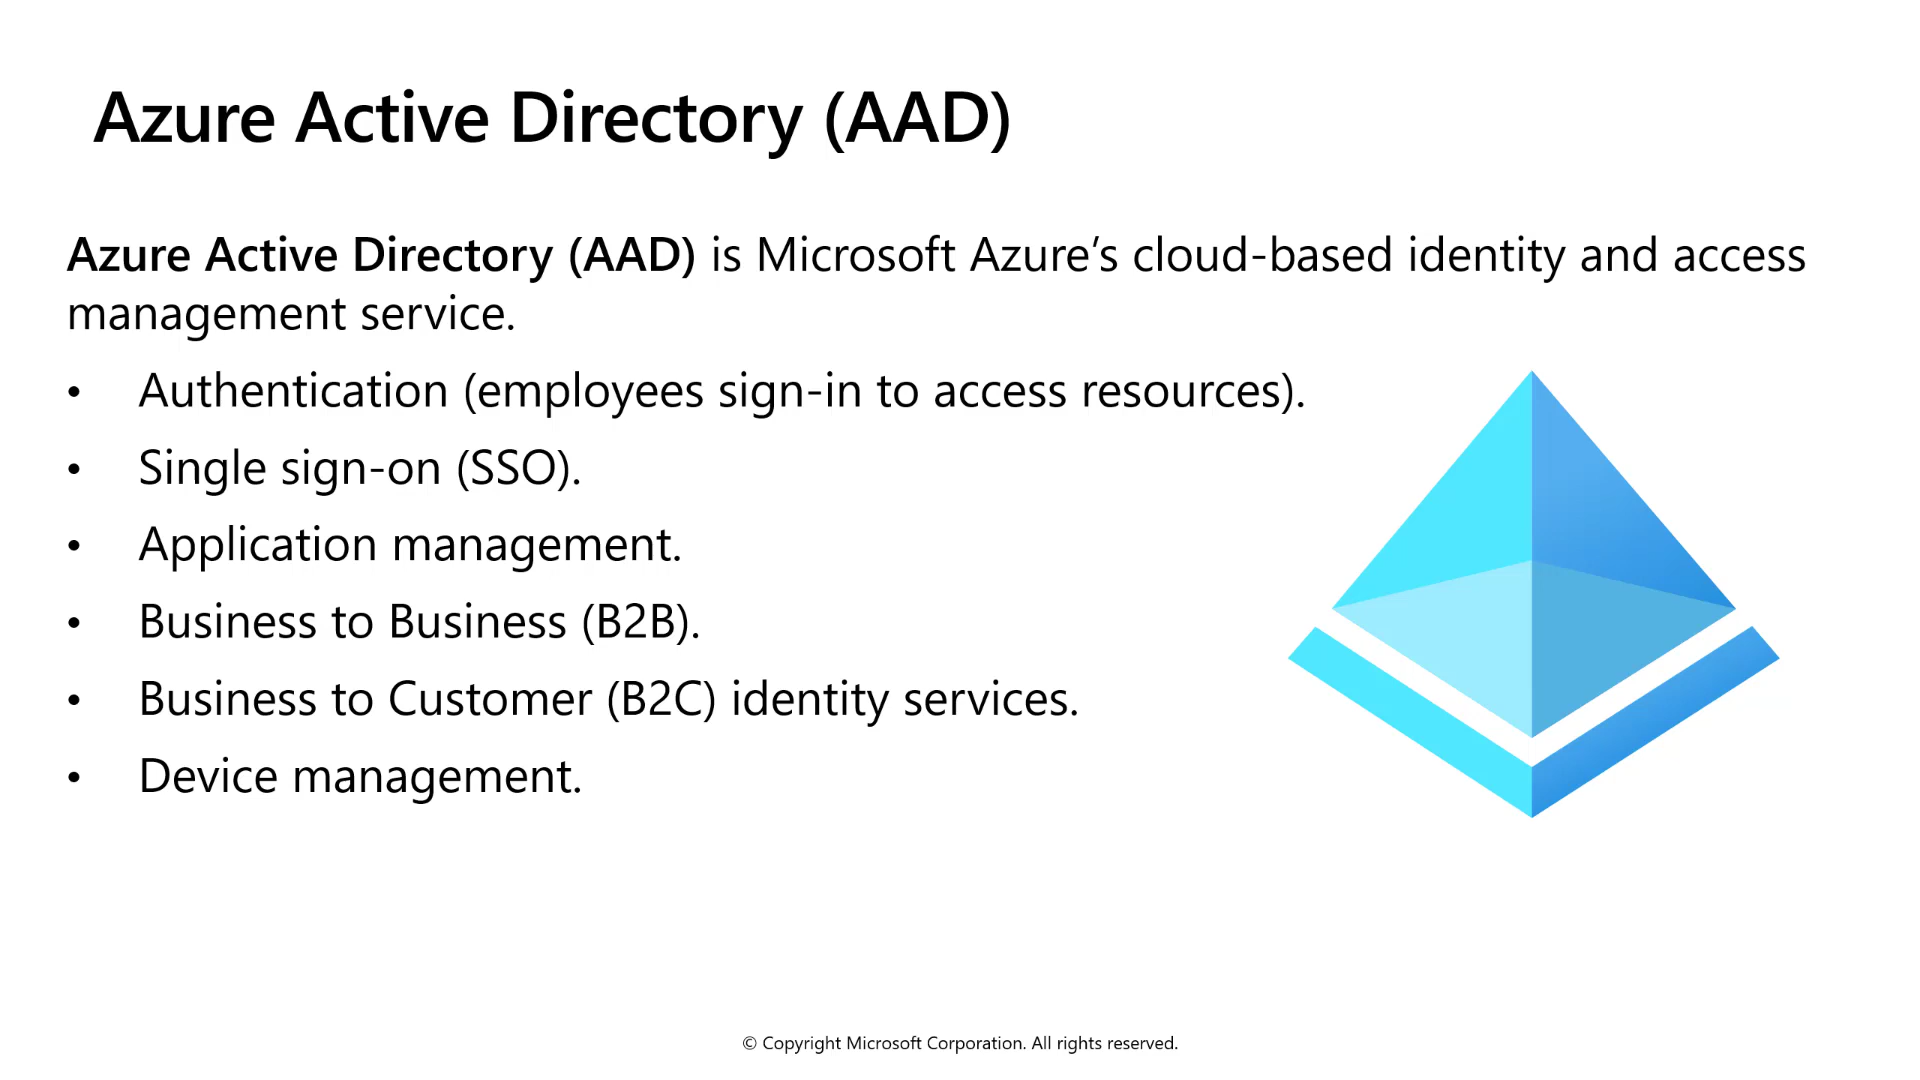 Azure Active Directory (AAD)
Azure Active Directory (AAD) is Microsoft Azure’s cloud-based identity and access
management service.
• Authentication (employees sign-in to access resources).
• Single sign-on (SSO).
• Application management.
• Business to Business (B2B).
• Business to Customer (B2C) identity services.
• Device management.
© Copyright Microsoft Corporation. All rights reserved.